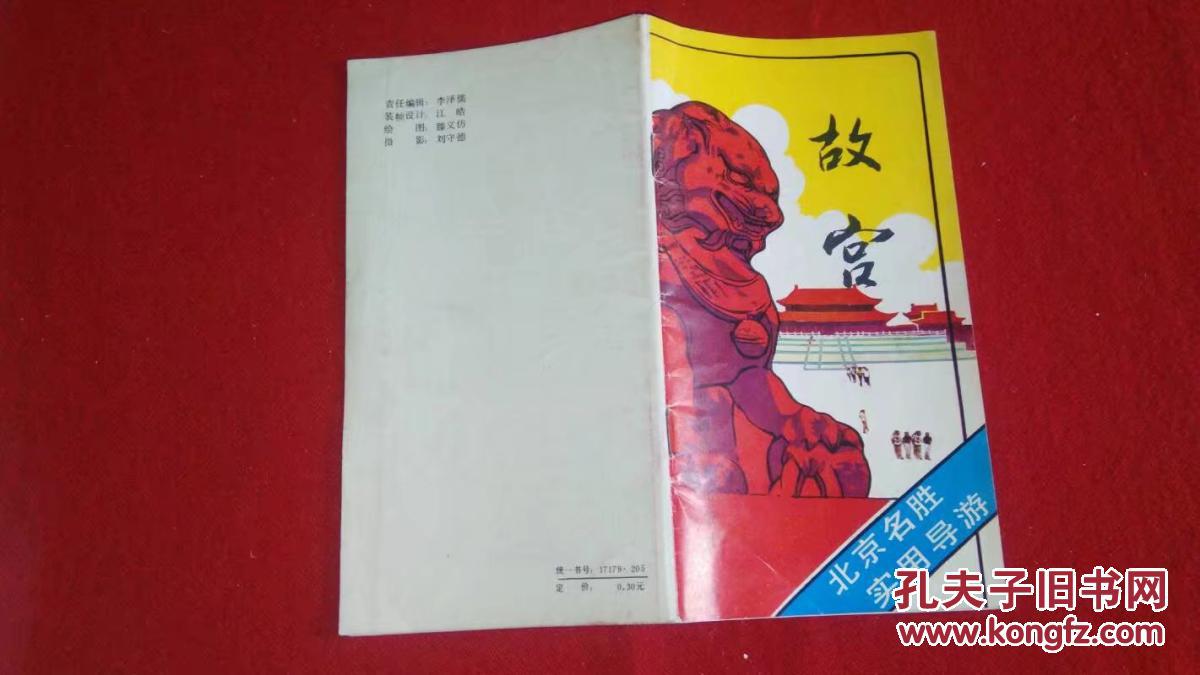 责任编辑：李泽儒
装帧设计：江皓
绘图：滕文仿
摄影：刘守德
统一书号：17179·205
定价：0.30元
故宫
北京名胜
实用导游
孔夫子旧书网
www.kongfz.com